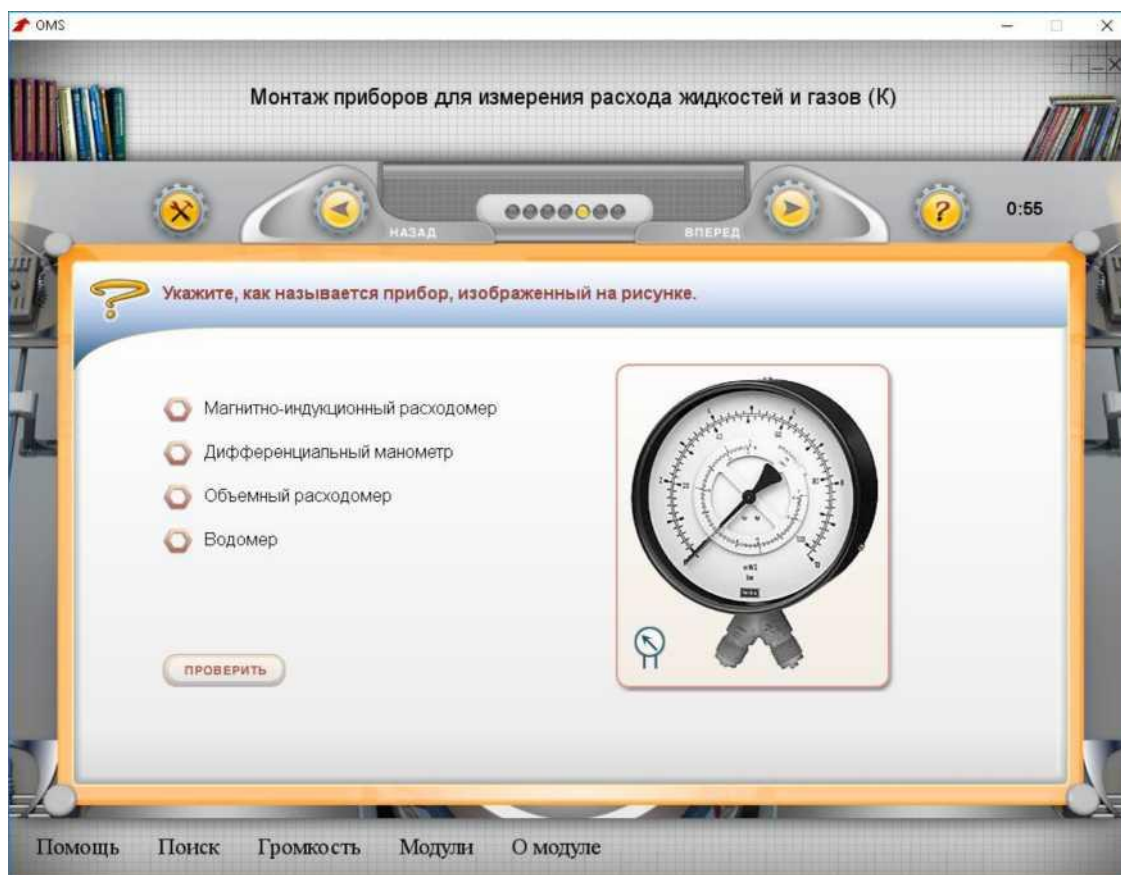 OMS
Монтаж приборов для измерения расхода жидкостей и газов (К)
НАЗАД
ВПЕРЕД
0:55
Укажите, как называется прибор, изображенный на рисунке.
Магнитно-индукционный расходомер
Дифференциальный манометр
Объемный расходомер
Водомер
ПРОВЕРИТЬ
Помощь Поиск Громкость Модули О модуле